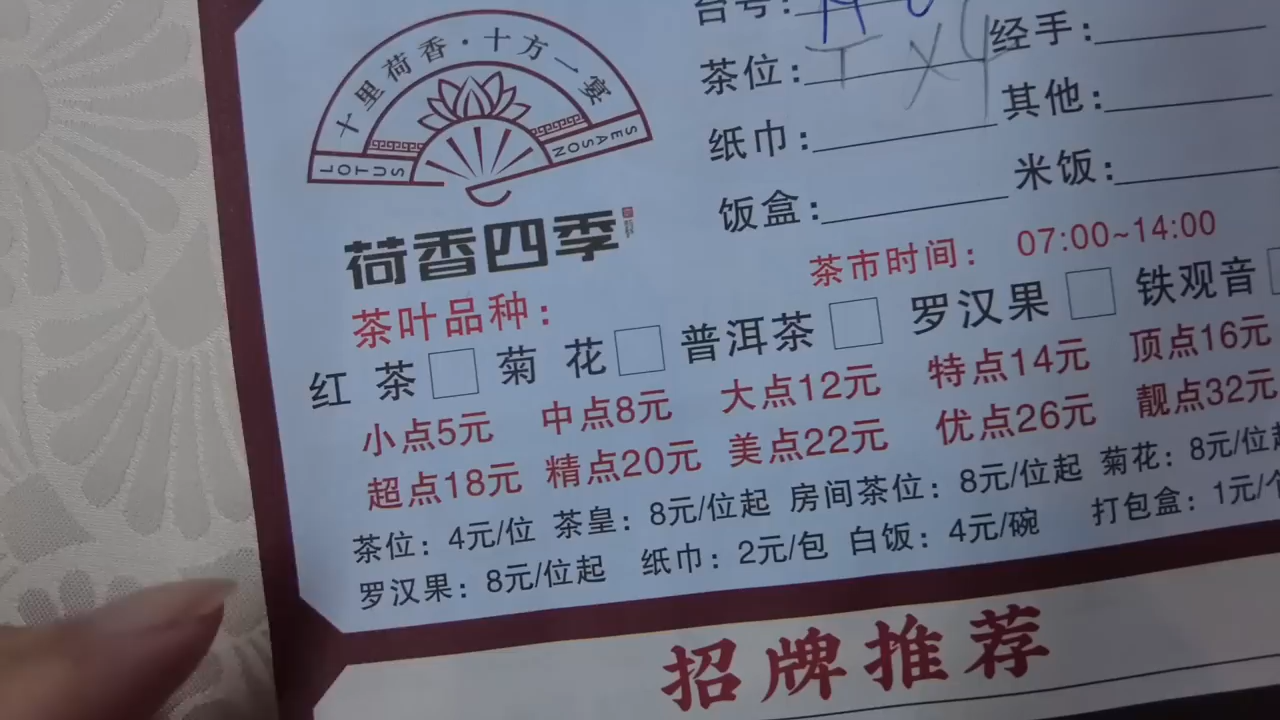 十里荷香·十方一宴
LOTUS SEASON
荷香四季
台号:
茶位: 经手:
纸巾: 其他:
饭盒: 米饭:
茶市时间: 07:00~14:00
茶叶品种:
红茶 菊花 普洱茶 罗汉果 铁观音
小点5元 中点8元 大点12元 特点14元 顶点16元
超点18元 精点20元 美点22元 优点26元 靓点32元
茶位: 4元/位 茶皇: 8元/位起 房间茶位: 8元/位起 菊花: 8元/位起
罗汉果: 8元/位起 纸巾: 2元/包 白饭: 4元/碗 打包盒: 1元/个
招牌推荐